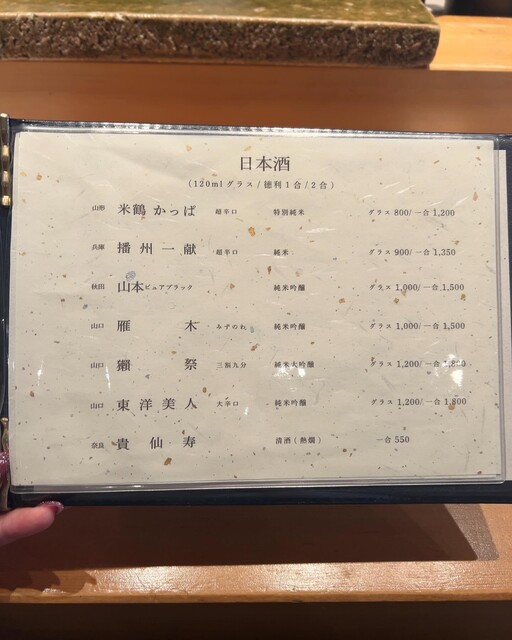 日本酒
(120mlグラス/徳利1合/2合)
山形 米鶴 かっぱ 超辛口 特別純米 グラス 800/一合 1,200
兵庫 播州一献 超辛口 純米 グラス 900/一合 1,350
秋田 山本ピュアブラック 純米吟醸 グラス 1,000/一合 1,500
山口 雁木 みずのわ 純米吟醸 グラス 1,000/一合 1,500
山口 獺祭 三割九分 純米大吟醸 グラス 1,200/一合 1,800
山口 東洋美人 大辛口 純米吟醸 グラス 1,200/一合 1,800
奈良 貴仙寿 清酒(熱燗) 一合 550